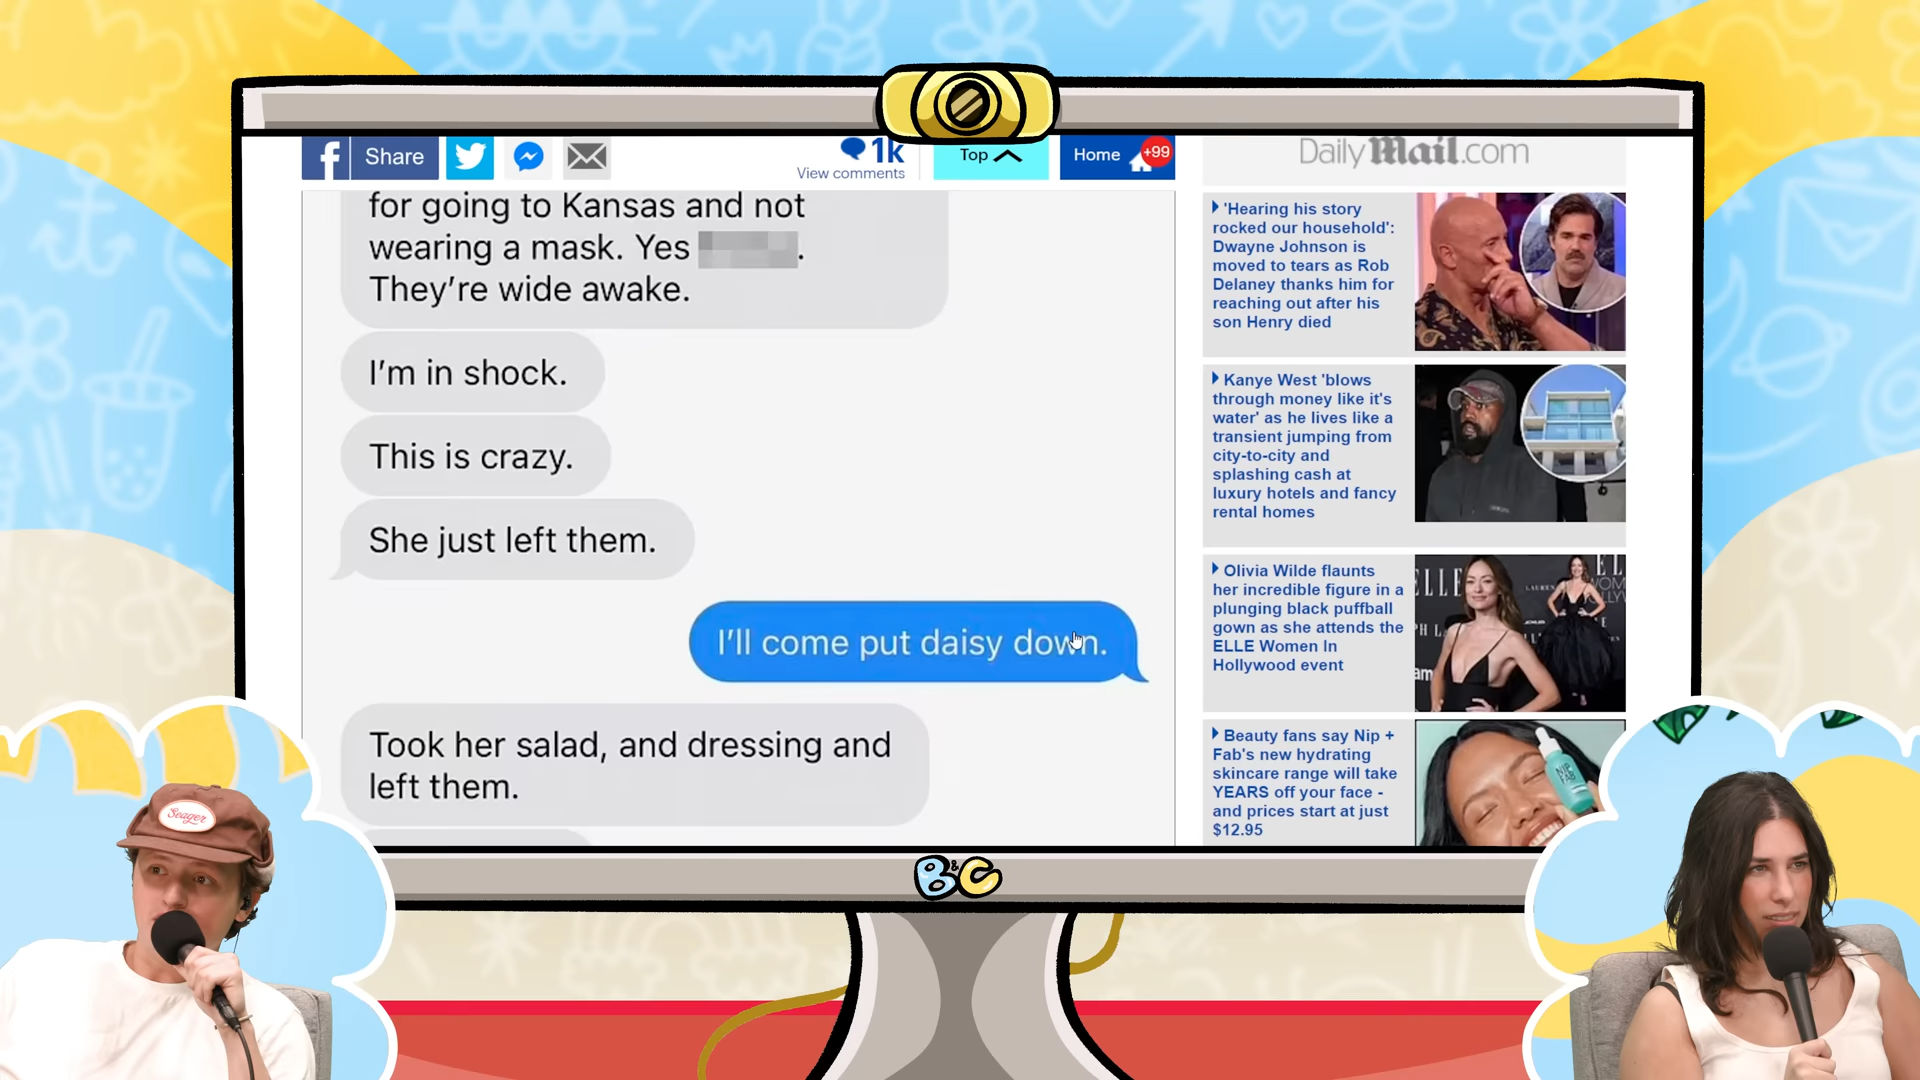 Share
1k
View comments
Top
Home
+99
DailyMail.com
for going to Kansas and not
wearing a mask. Yes
.
They're wide awake.
I'm in shock.
This is crazy.
She just left them.
I'll come put daisy down.
Took her salad, and dressing and
left them.
'Hearing his story
rocked our household':
Dwayne Johnson is
moved to tears as Rob
Delaney thanks him for
reaching out after his
son Henry died
Kanye West 'blows
through money like it's
water' as he lives like a
transient jumping from
city-to-city and
splashing cash at
luxury hotels and fancy
rental homes
Olivia Wilde flaunts
her incredible figure in a
plunging black puffball
gown as she attends the
ELLE Women In
Hollywood event
Beauty fans say Nip +
Fab's new hydrating
skincare range will take
YEARS off your face -
and prices start at just
$12.95
ELLE
NIP+
FAB
Seager
B&C